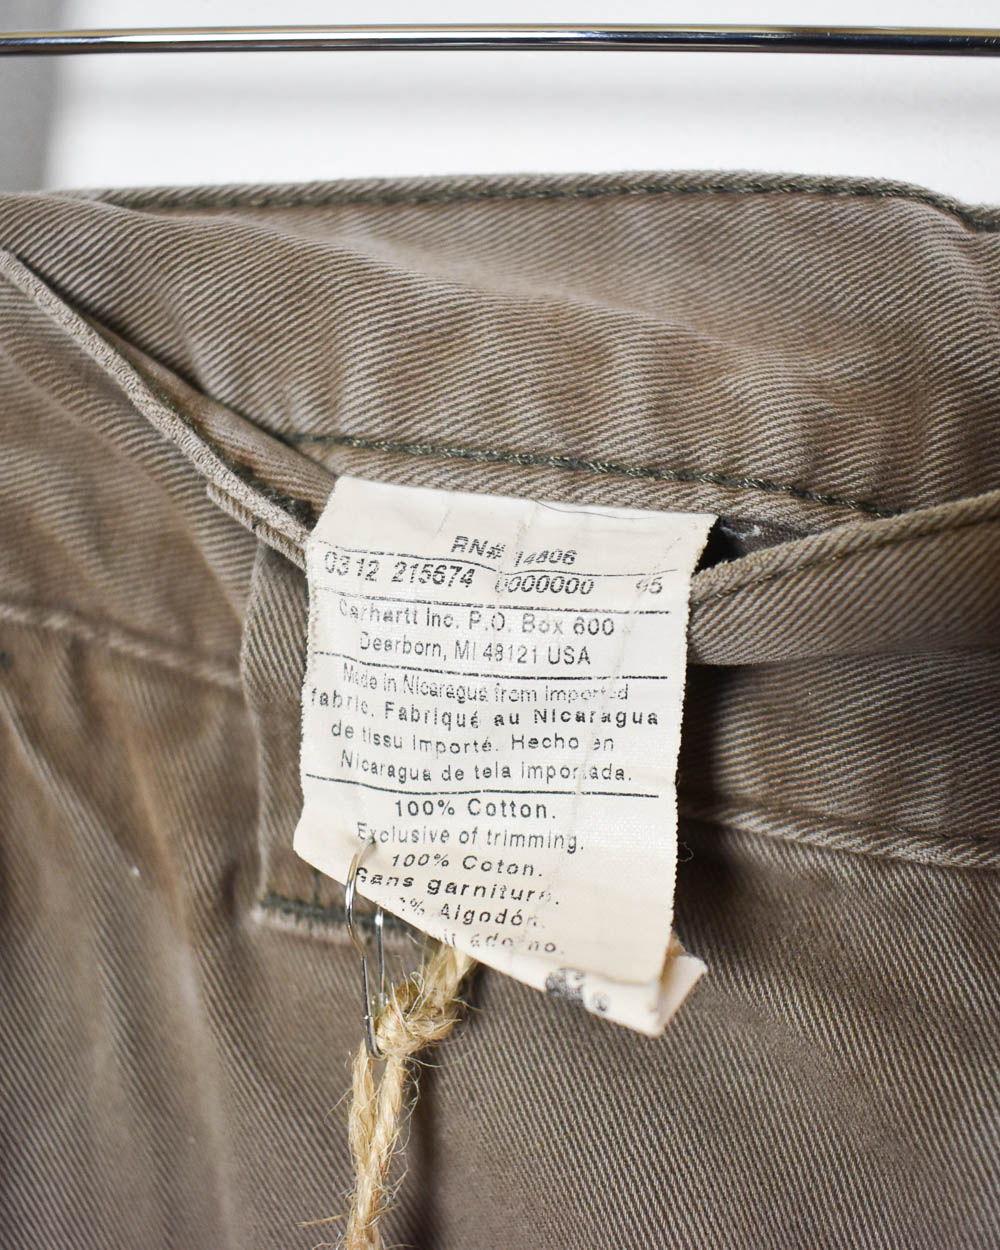 RN# 14806
0312 215674 0000000
Carhartt Inc. P.O. Box 600
Dearborn, MI 48121 USA
Made in Nicaragua from imported
fabric. Fabriqué au Nicaragua
de tissu importé. Hecho en
Nicaragua de tela importada.
100% Cotton.
Exclusive of trimming.
100% Coton.
Sans garniture.
% Algodón.
adorno.